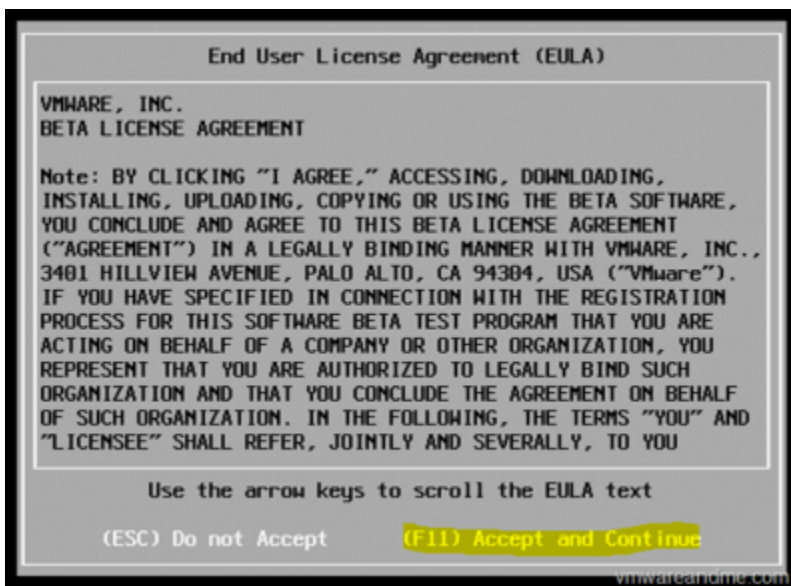 End User License Agreement (EULA)
VMWARE, INC.
BETA LICENSE AGREEMENT
Note: BY CLICKING "I AGREE," ACCESSING, DOWNLOADING,
INSTALLING, UPLOADING, COPYING OR USING THE BETA SOFTWARE,
YOU CONCLUDE AND AGREE TO THIS BETA LICENSE AGREEMENT
("AGREEMENT") IN A LEGALLY BINDING MANNER WITH VMWARE, INC.,
3401 HILLVIEW AVENUE, PALO ALTO, CA 94304, USA ("VMware").
IF YOU HAVE SPECIFIED IN CONNECTION WITH THE REGISTRATION
PROCESS FOR THIS SOFTWARE BETA TEST PROGRAM THAT YOU ARE
ACTING ON BEHALF OF A COMPANY OR OTHER ORGANIZATION, YOU
REPRESENT THAT YOU ARE AUTHORIZED TO LEGALLY BIND SUCH
ORGANIZATION AND THAT YOU CONCLUDE THE AGREEMENT ON BEHALF
OF SUCH ORGANIZATION. IN THE FOLLOWING, THE TERMS "YOU" AND
"LICENSEE" SHALL REFER, JOINTLY AND SEVERALLY, TO YOU
Use the arrow keys to scroll the EULA text
(ESC) Do not Accept (F11) Accept and Continue
vmwareandme.com